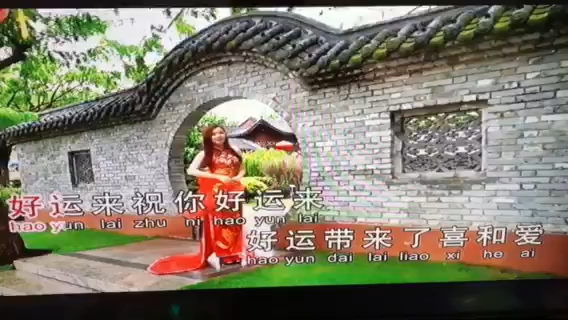 好运来祝你好运来
hao yun lai zhu ni hao yun lai
好运带来了喜和爱
hao yun dai lai liao xi he ai